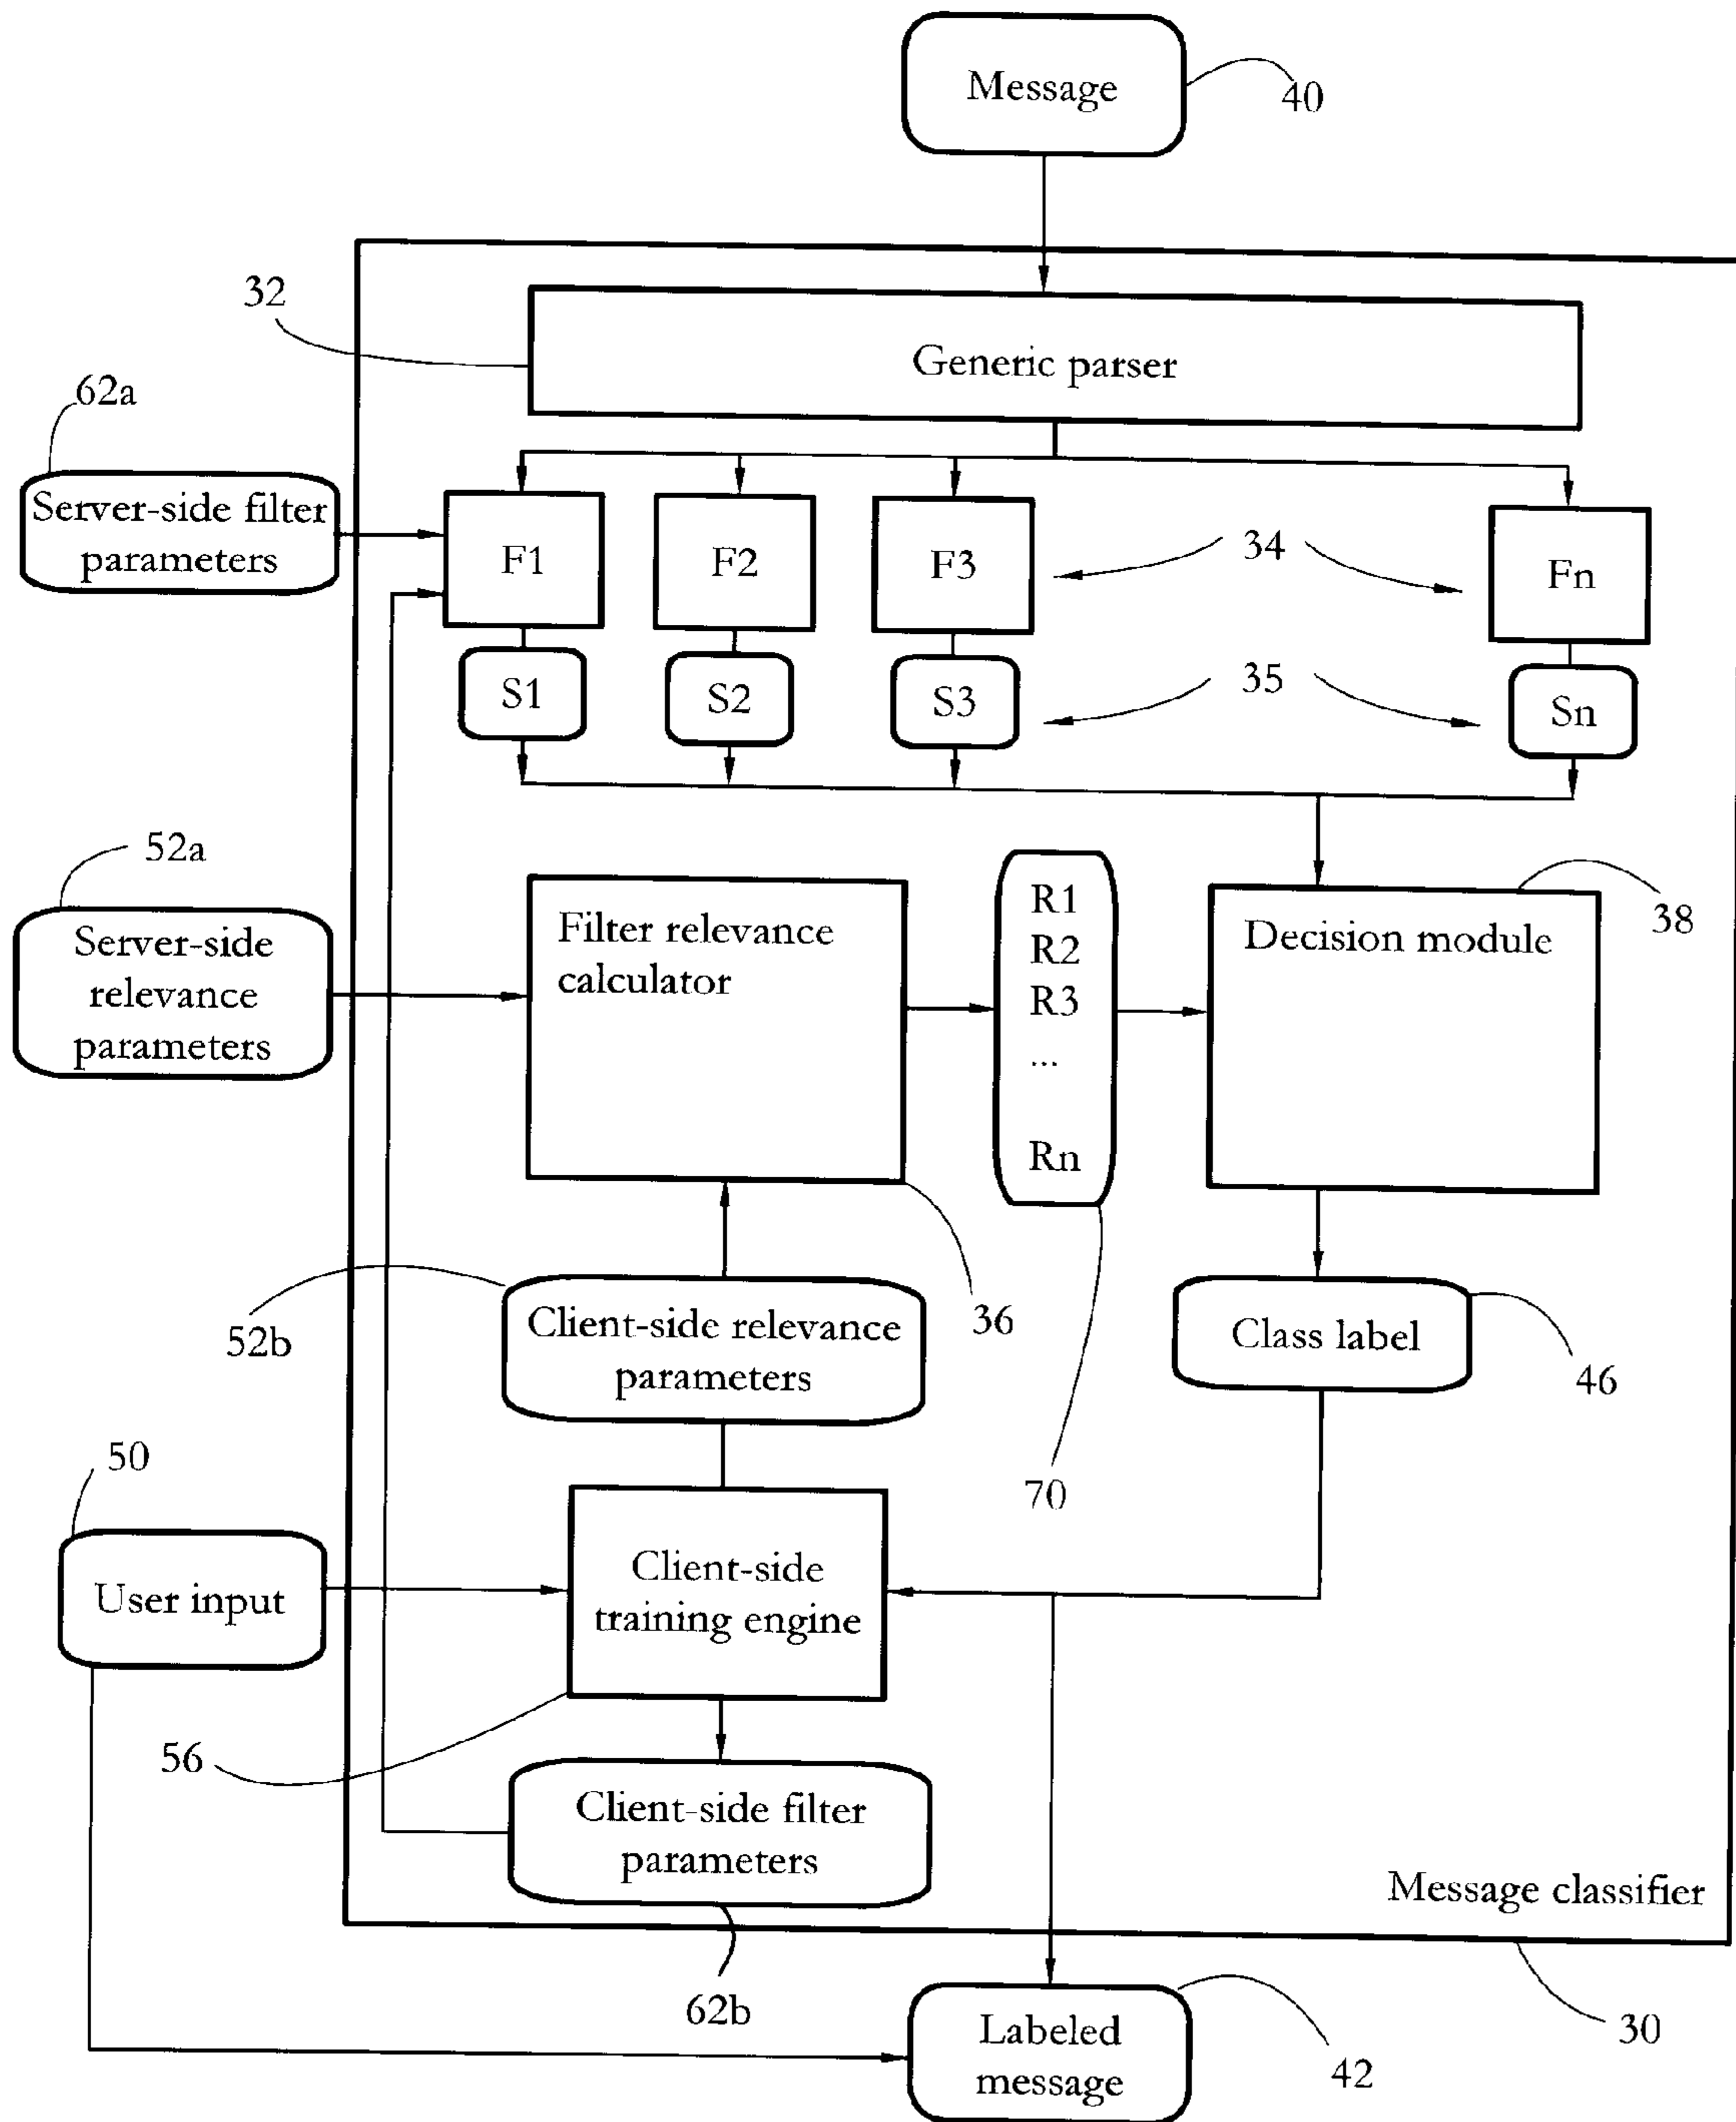 Message
40
32
Generic parser
62a
Server-side filter
parameters
F1
F2
F3
34
Fn
S1
S2
S3
35
Sn
52a
Server-side
relevance
parameters
Filter relevance
calculator
R1
R2
R3
...
Rn
Decision module
38
52b
Client-side relevance
parameters
36
Class label
46
70
50
User input
Client-side
training engine
56
Client-side filter
parameters
Message classifier
62b
30
Labeled
message
42